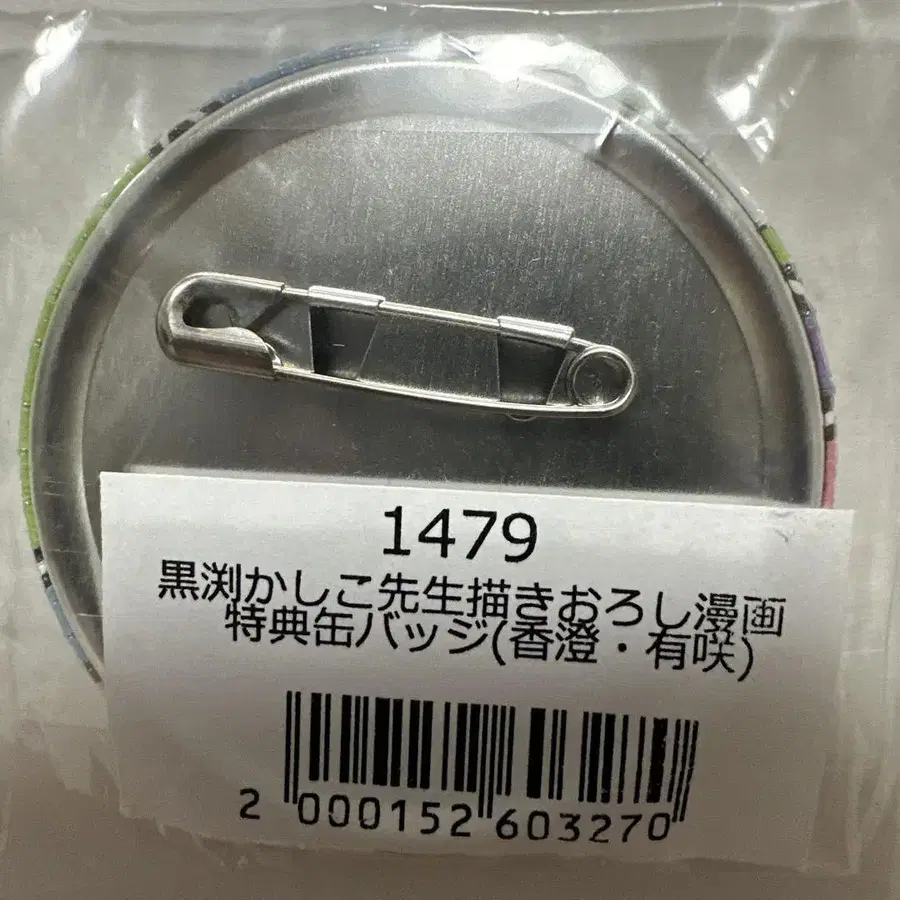 1479
黒渕かしこ先生描きおろし漫画
特典缶バッジ(香澄・有咲)
2 000152 603270